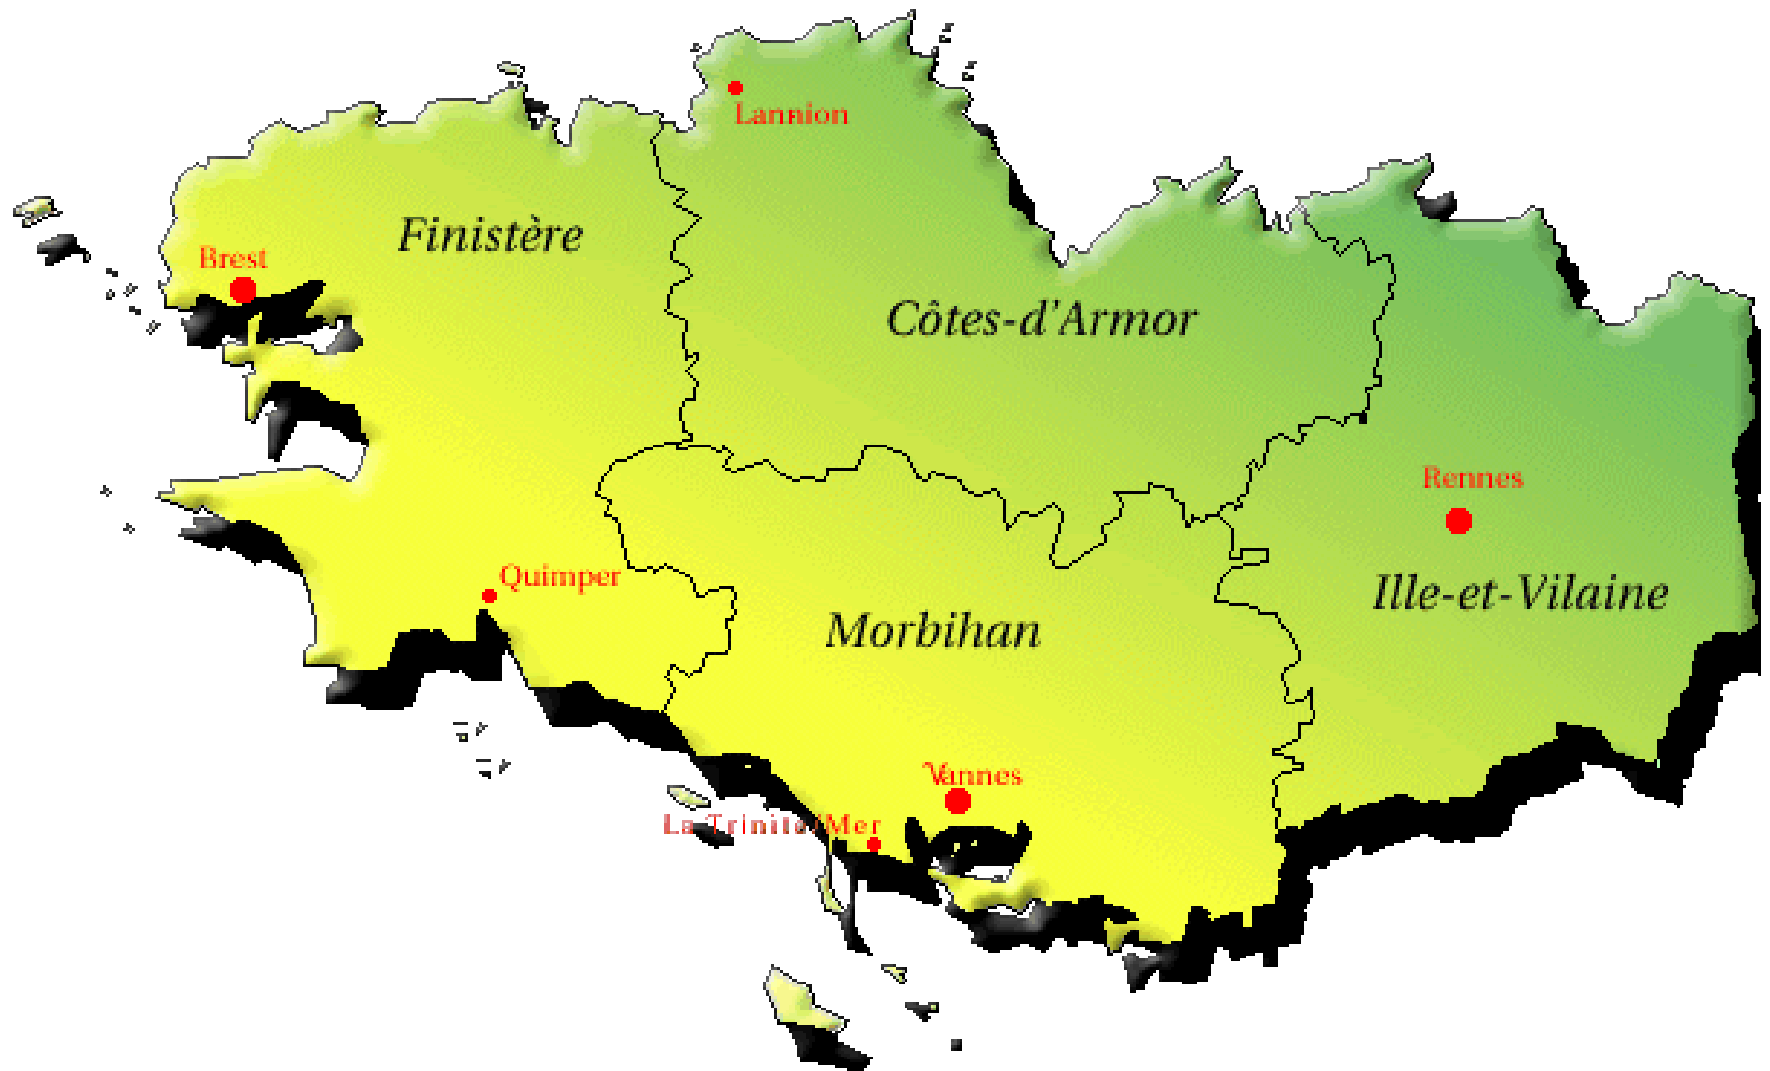 Lannion
Finistère
Brest
Côtes-d'Armor
Rennes
Quimper
Ille-et-Vilaine
Morbihan
Vannes
La Trinité/Mer